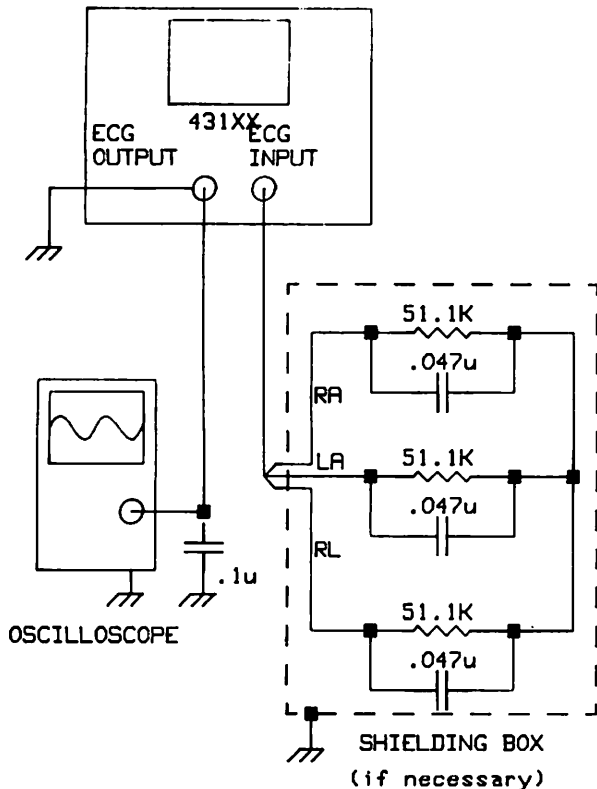 431XX
ECG
OUTPUT
ECG
INPUT
51.1K
.047u
RA
LA
51.1K
.047u
RL
.1u
OSCILLOSCOPE
51.1K
.047u
SHIELDING BOX
(if necessary)